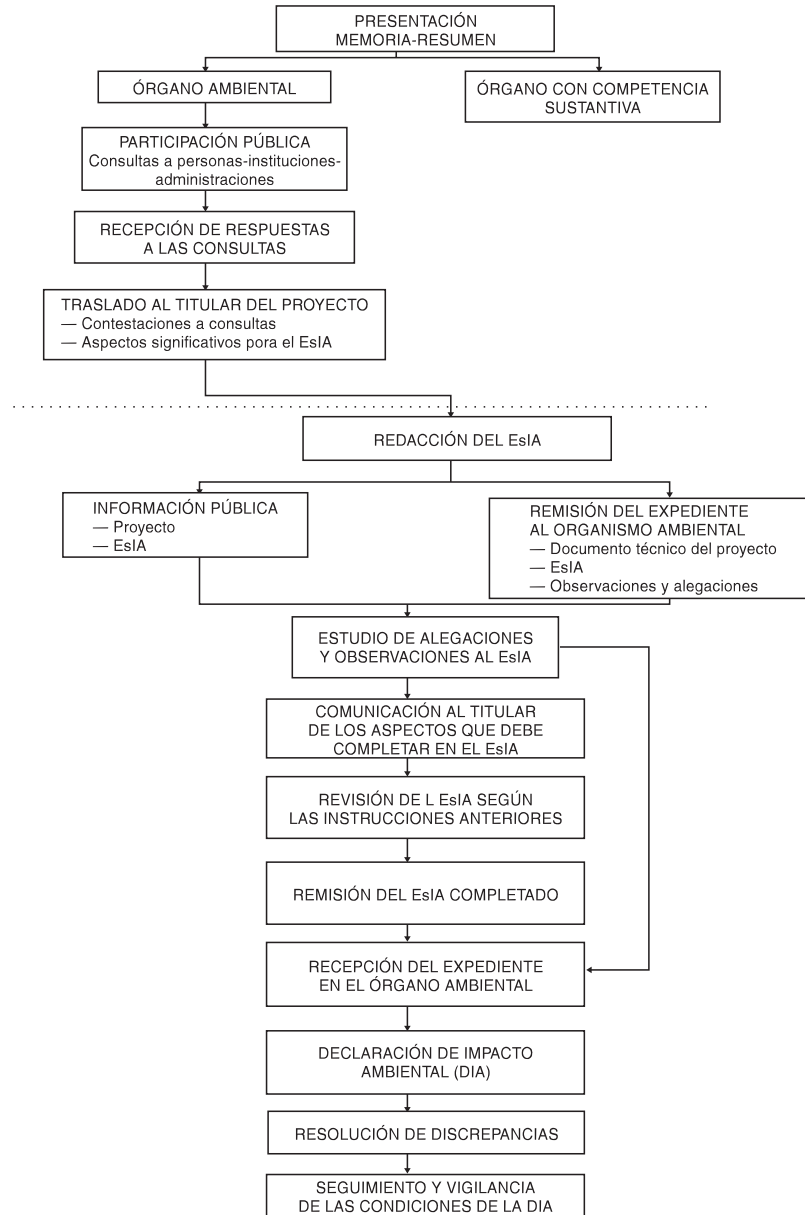 PRESENTACIÓN
MEMORIA-RESUMEN
ÓRGANO AMBIENTAL
ÓRGANO CON COMPETENCIA
SUSTANTIVA
PARTICIPACIÓN PÚBLICA
Consultas a personas-instituciones-
administraciones
RECEPCIÓN DE RESPUESTAS
A LAS CONSULTAS
TRASLADO AL TITULAR DEL PROYECTO
— Contestaciones a consultas
— Aspectos significativos pora el EsIA
REDACCIÓN DEL EsIA
INFORMACIÓN PÚBLICA
— Proyecto
— EsIA
REMISIÓN DEL EXPEDIENTE
AL ORGANISMO AMBIENTAL
— Documento técnico del proyecto
— EsIA
— Observaciones y alegaciones
ESTUDIO DE ALEGACIONES
Y OBSERVACIONES AL EsIA
COMUNICACIÓN AL TITULAR
DE LOS ASPECTOS QUE DEBE
COMPLETAR EN EL EsIA
REVISIÓN DE L EsIA SEGÚN
LAS INSTRUCCIONES ANTERIORES
REMISIÓN DEL EsIA COMPLETADO
RECEPCIÓN DEL EXPEDIENTE
EN EL ÓRGANO AMBIENTAL
DECLARACIÓN DE IMPACTO
AMBIENTAL (DIA)
RESOLUCIÓN DE DISCREPANCIAS
SEGUIMIENTO Y VIGILANCIA
DE LAS CONDICIONES DE LA DIA